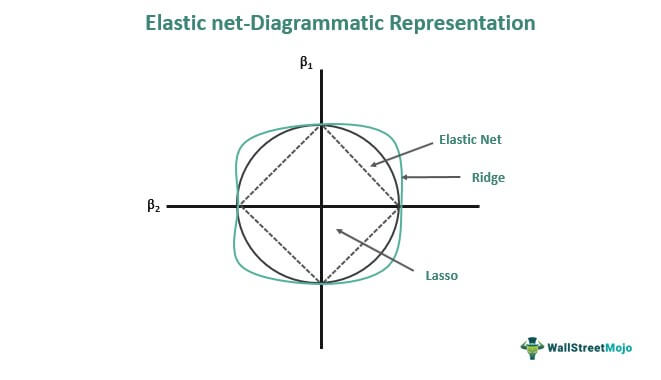 Elastic net-Diagrammatic Representation
β₁
Elastic Net
Ridge
β₂
Lasso
WallStreetMojo